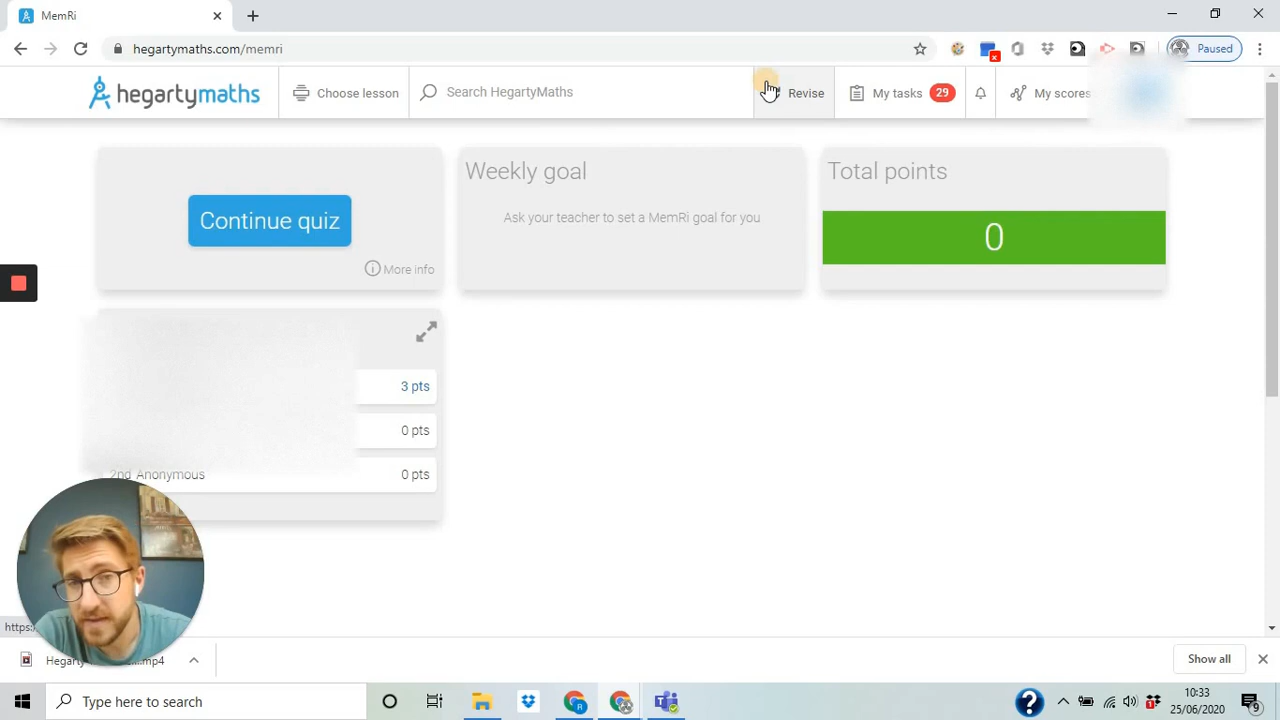 MemRi
hegartymaths.com/memri
Paused
hegartymaths
Choose lesson
Search HegartyMaths
Revise
My tasks 29
My scores
Continue quiz
More info
Weekly goal
Ask your teacher to set a MemRi goal for you
Total points
0
3 pts
0 pts
2nd Anonymous 0 pts
https:
Show all
Type here to search
10:33
25/06/2020
9